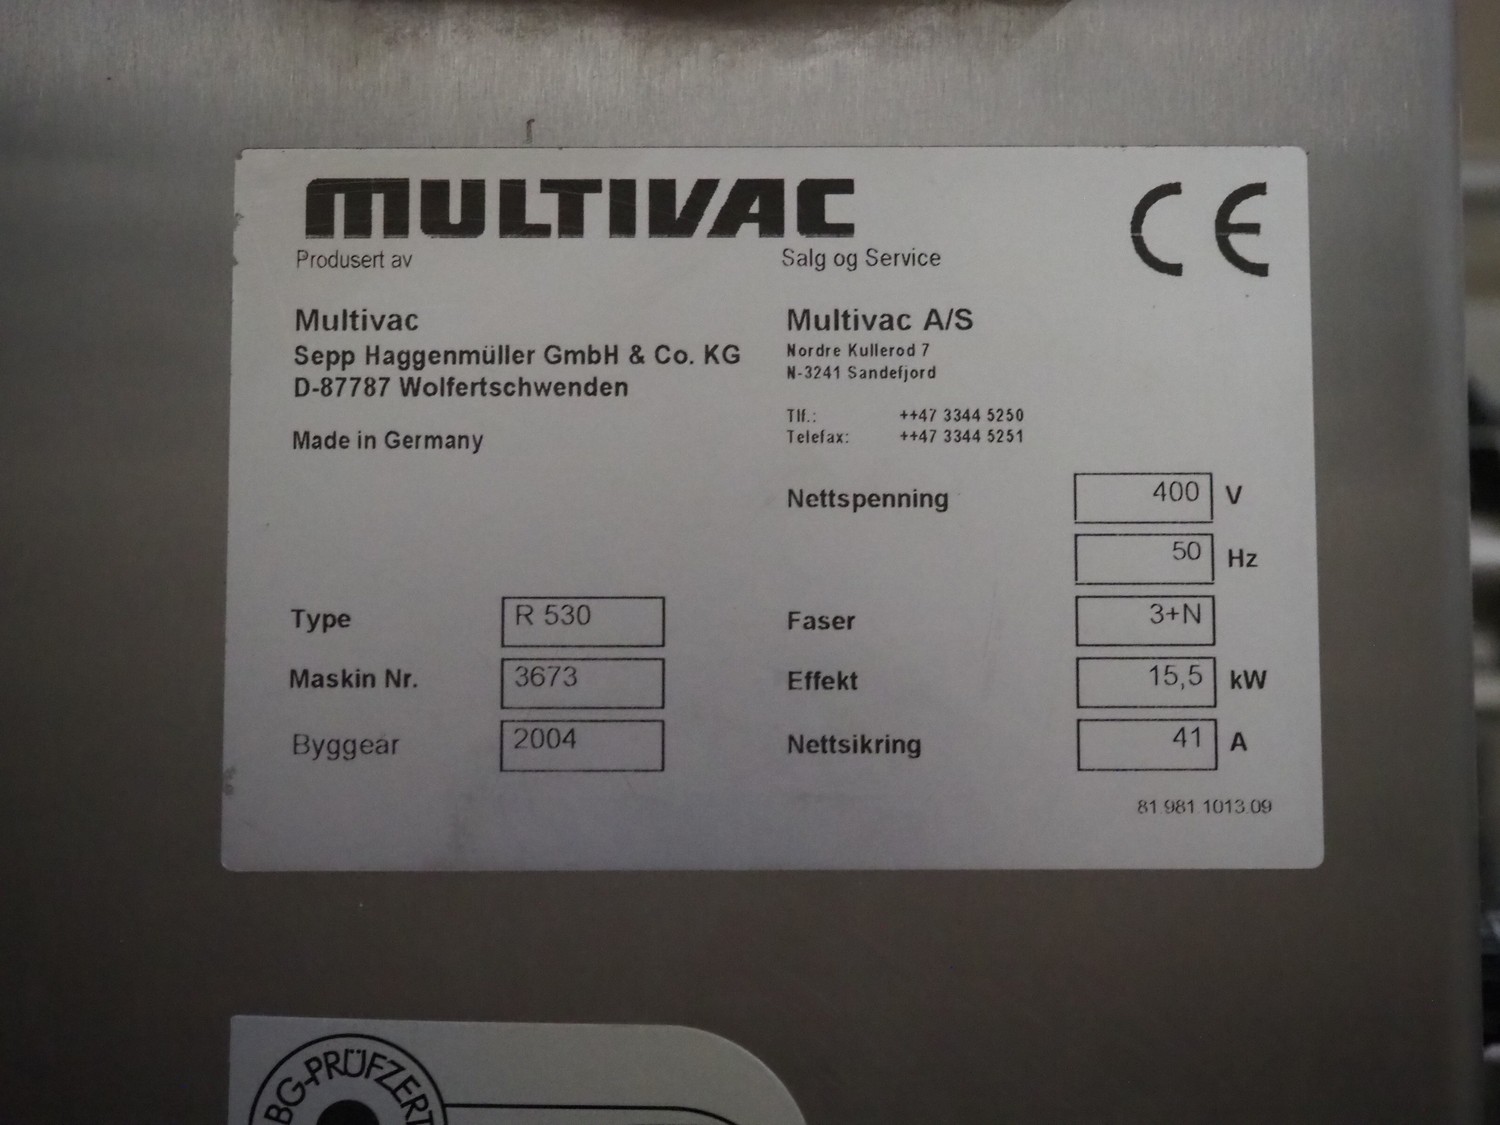 MULTIVAC
CE
Produsert av
Salg og Service
Multivac
Sepp Haggenmüller GmbH & Co. KG
D-87787 Wolfertschwenden
Made in Germany
Multivac A/S
Nordre Kullerod 7
N-3241 Sandefjord
Tlf.: ++47 3344 5250
Telefax: ++47 3344 5251
Nettspenning 400 V
50 Hz
Type R 530
Faser 3+N
Maskin Nr. 3673
Effekt 15,5 kW
Byggear 2004
Nettsikring 41 A
81.981.1013.09
BG-PRÜFZERT